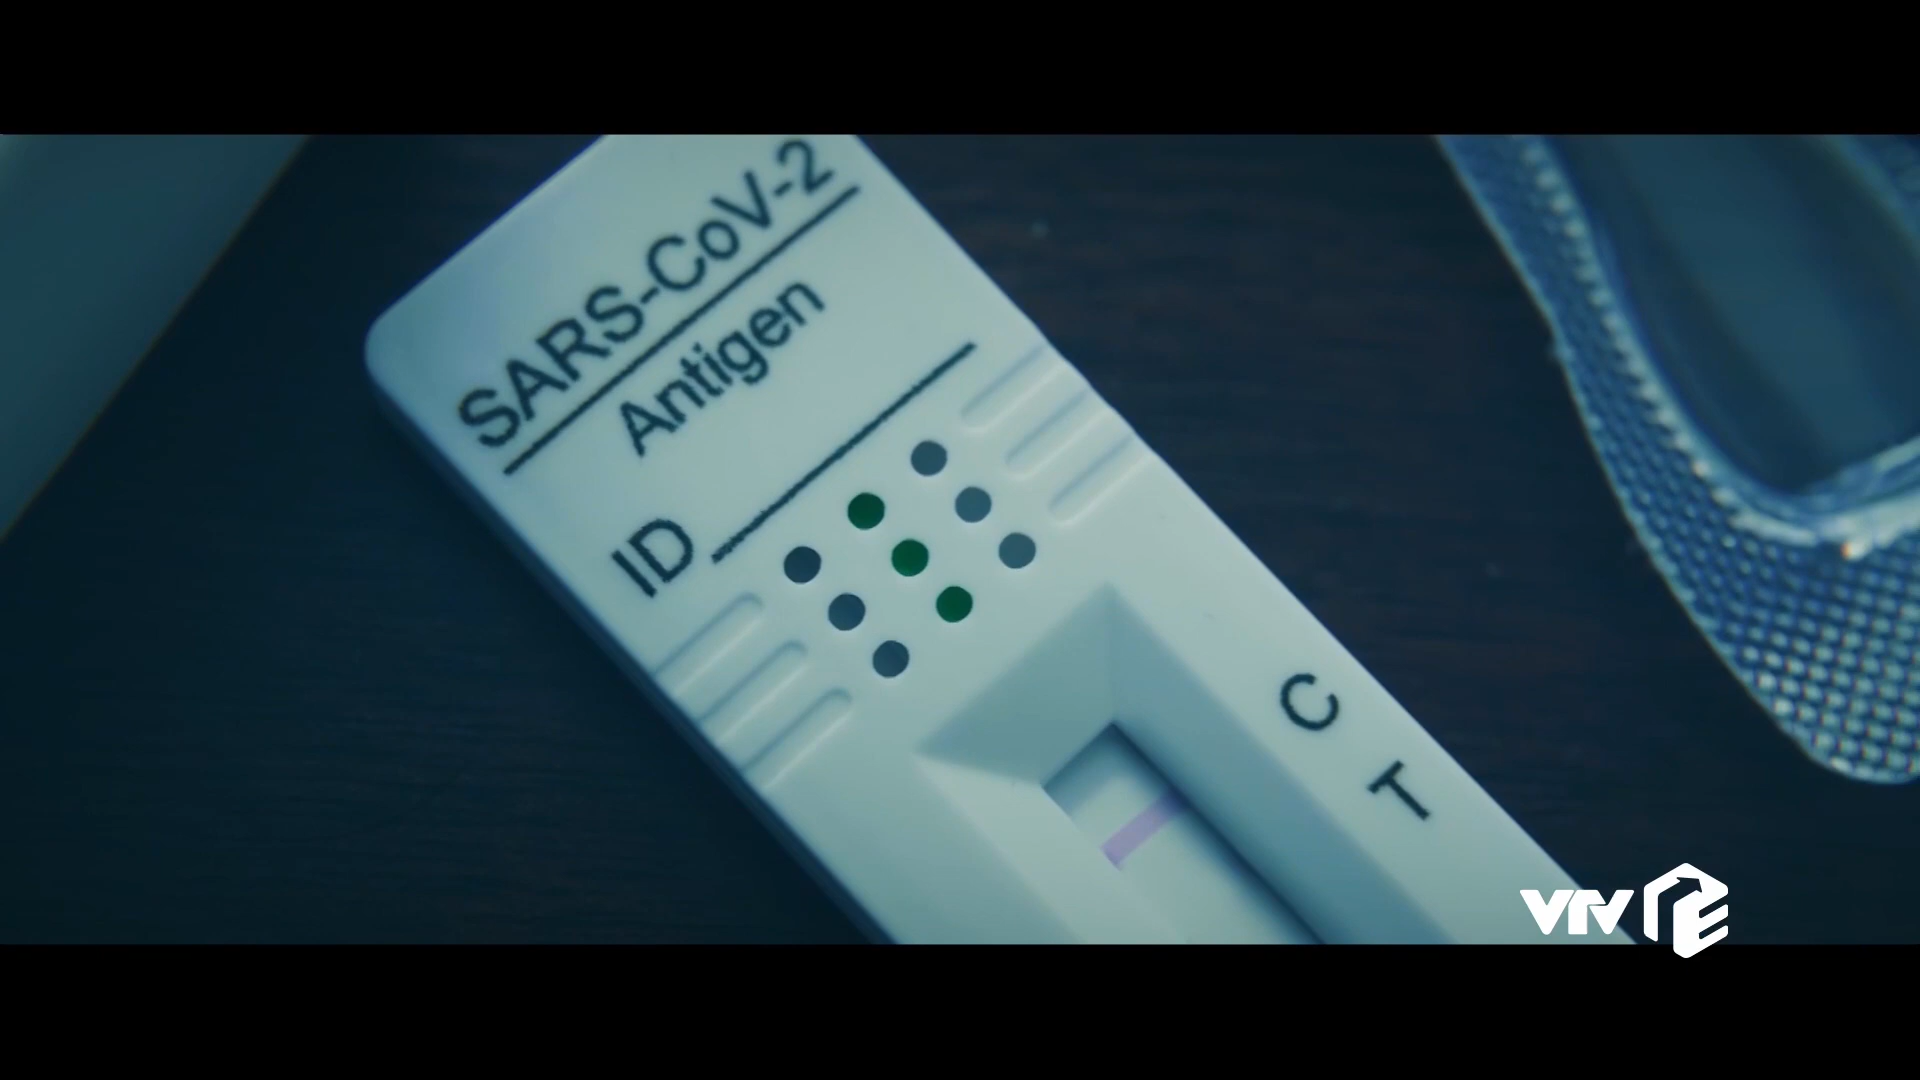 SARS-CoV-2
Antigen
ID
C
T
VTV